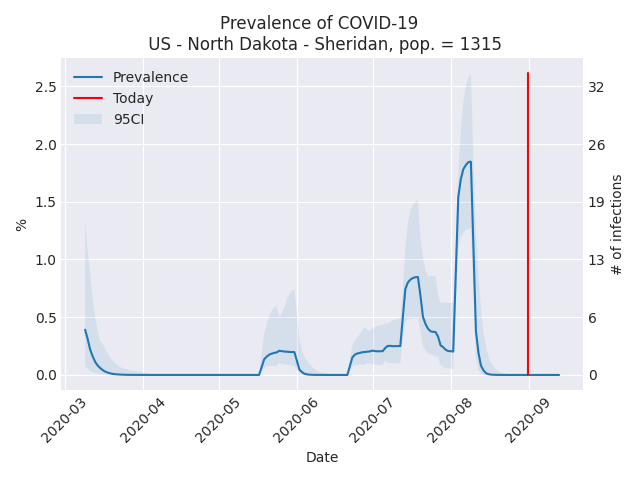 Prevalence of COVID-19
US - North Dakota - Sheridan, pop. = 1315
Prevalence
Today
95CI
2.5
2.0
1.5
1.0
0.5
0.0
%
32
26
19
13
6
0
# of infections
2020-03
2020-04
2020-05
2020-06
2020-07
2020-08
2020-09
Date